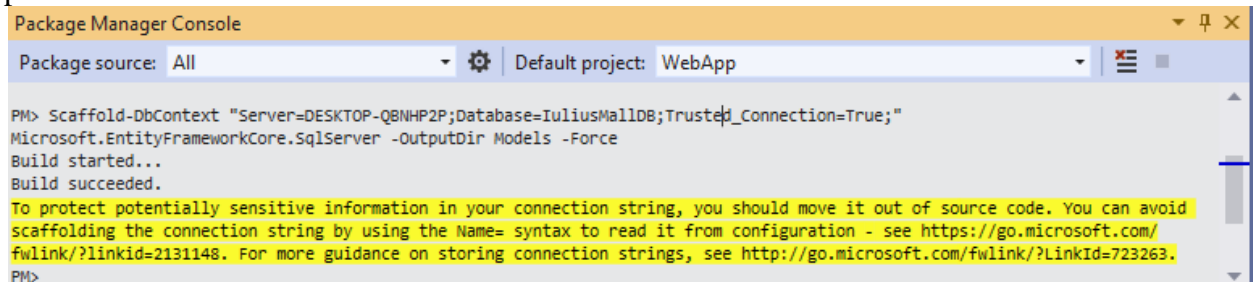 Package Manager Console
Package source: All Default project: WebApp
PM> Scaffold-DbContext "Server=DESKTOP-QBNHP2P;Database=IuliusMallDB;Trusted_Connection=True;"
Microsoft.EntityFrameworkCore.SqlServer -OutputDir Models -Force
Build started...
Build succeeded.
To protect potentially sensitive information in your connection string, you should move it out of source code. You can avoid
scaffolding the connection string by using the Name= syntax to read it from configuration - see https://go.microsoft.com/
fwlink/?linkid=2131148. For more guidance on storing connection strings, see http://go.microsoft.com/fwlink/?LinkId=723263.
PM>